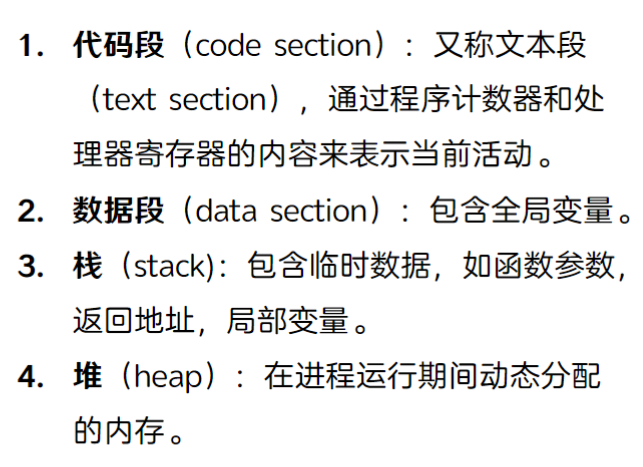 1. 代码段（code section）：又称文本段
（text section），通过程序计数器和处
理器寄存器的内容来表示当前活动。
2. 数据段（data section）：包含全局变量。
3. 栈（stack)：包含临时数据，如函数参数，
返回地址，局部变量。
4. 堆（heap）：在进程运行期间动态分配
的内存。